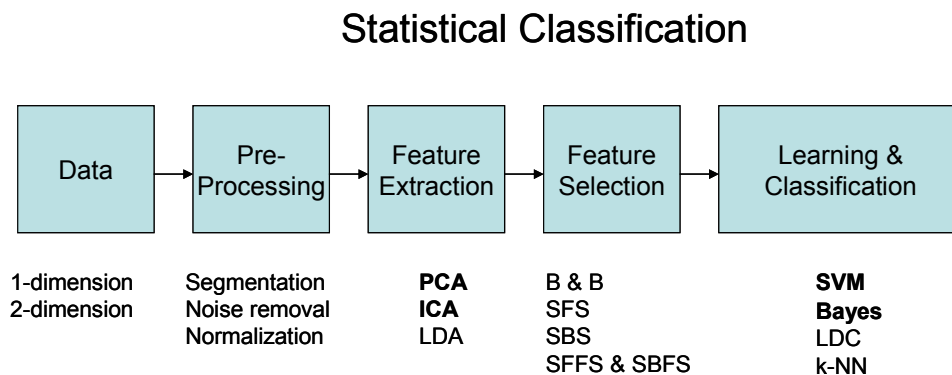 Statistical Classification
Data
Pre-
Processing
Feature
Extraction
Feature
Selection
Learning &
Classification
1-dimension
2-dimension
Segmentation
Noise removal
Normalization
PCA
ICA
LDA
B & B
SFS
SBS
SFFS & SBFS
SVM
Bayes
LDC
k-NN